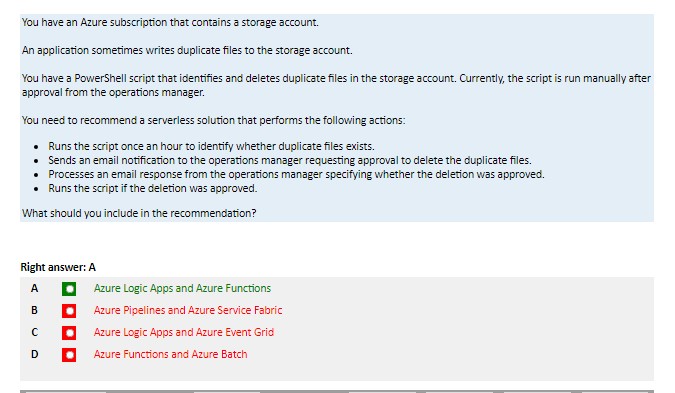 You have an Azure subscription that contains a storage account.
An application sometimes writes duplicate files to the storage account.
You have a PowerShell script that identifies and deletes duplicate files in the storage account. Currently, the script is run manually after
approval from the operations manager.
You need to recommend a serverless solution that performs the following actions:
• Runs the script once an hour to identify whether duplicate files exists.
• Sends an email notification to the operations manager requesting approval to delete the duplicate files.
• Processes an email response from the operations manager specifying whether the deletion was approved.
• Runs the script if the deletion was approved.
What should you include in the recommendation?
Right answer: A
A Azure Logic Apps and Azure Functions
B Azure Pipelines and Azure Service Fabric
C Azure Logic Apps and Azure Event Grid
D Azure Functions and Azure Batch